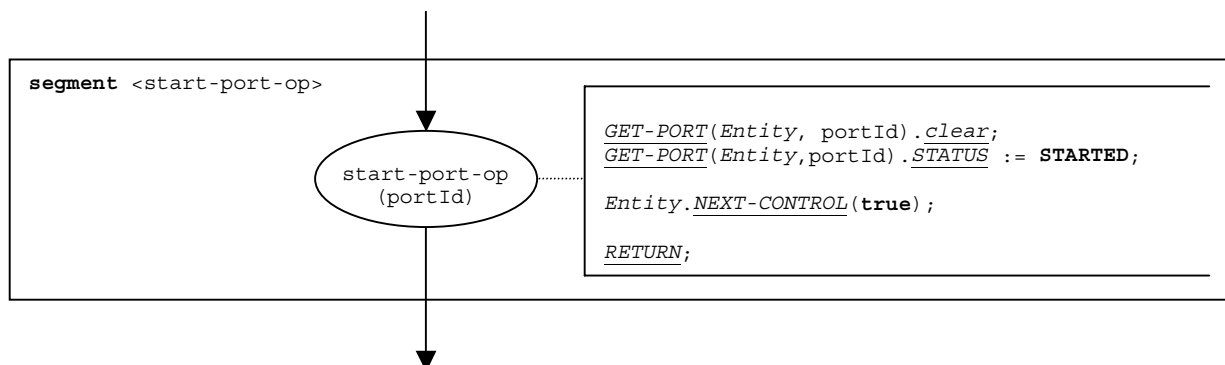 segment <start-port-op>
start-port-op
(portId)
GET-PORT(Entity, portId).clear;
GET-PORT(Entity,portId).STATUS := STARTED;
Entity.NEXT-CONTROL(true);
RETURN;